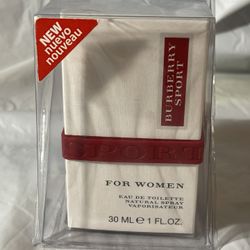 NEW
nuevo
nouveau
BURBERRY
SPORT
SPORT
FOR WOMEN
EAU DE TOILETTE
NATURAL SPRAY
VAPORISATEUR
30 ML ℮ 1 FL.OZ.